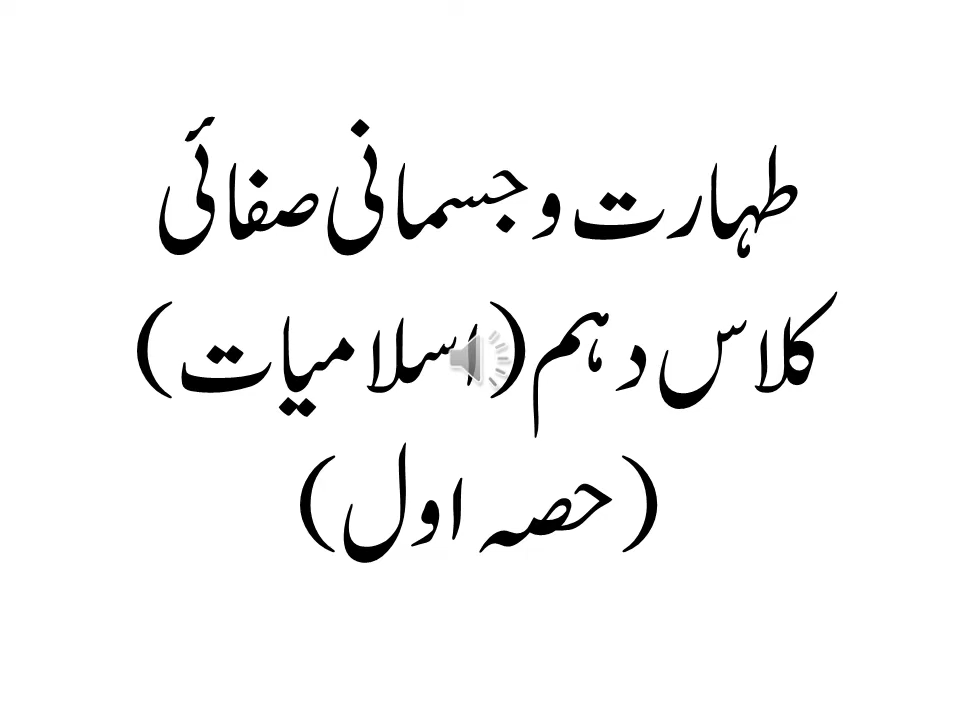 طہارت و جسمانی صفائی
کلاس دہم (اسلامیات)
(حصہ اول)